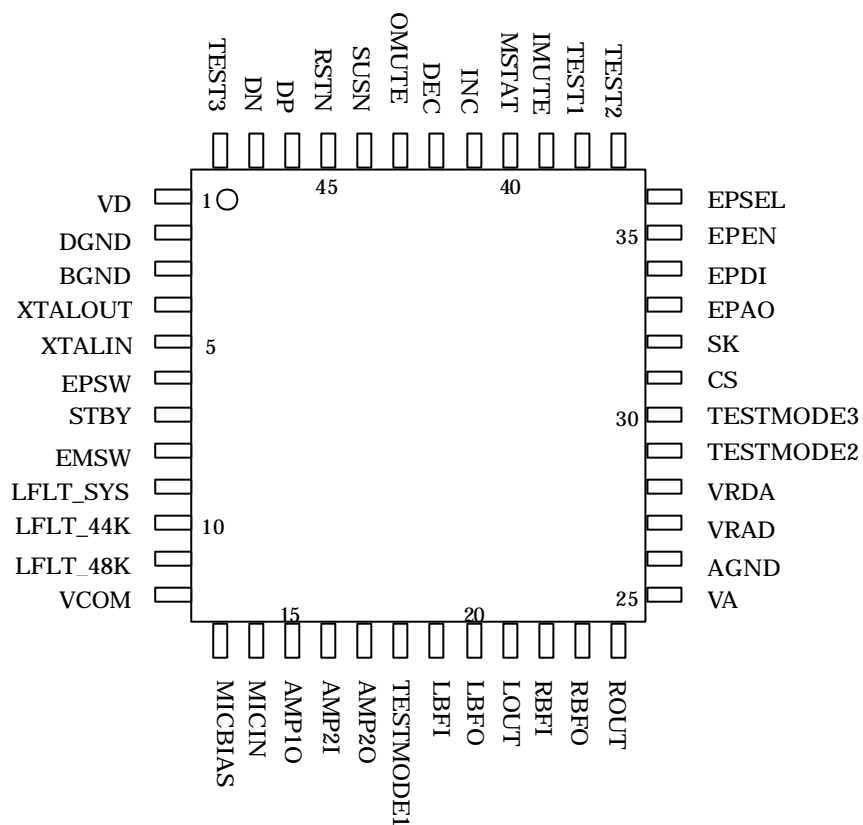 TEST3
DN
DP
RSTN
SUSN
OMUTE
DEC
INC
MSTAT
IMUTE
TEST1
TEST2
45
40
VD
1
EPSEL
DGND
35
EPEN
BGND
EPDI
XTALOUT
EPAO
XTALIN
5
SK
EPSW
CS
STBY
30
TESTMODE3
EMSW
TESTMODE2
LFLT_SYS
VRDA
LFLT_44K
10
VRAD
LFLT_48K
AGND
VCOM
15
20
25
VA
MICBIAS
MICIN
AMP1O
AMP2I
AMP2O
TESTMODE1
LBFI
LBFO
LOUT
RBFI
RBFO
ROUT